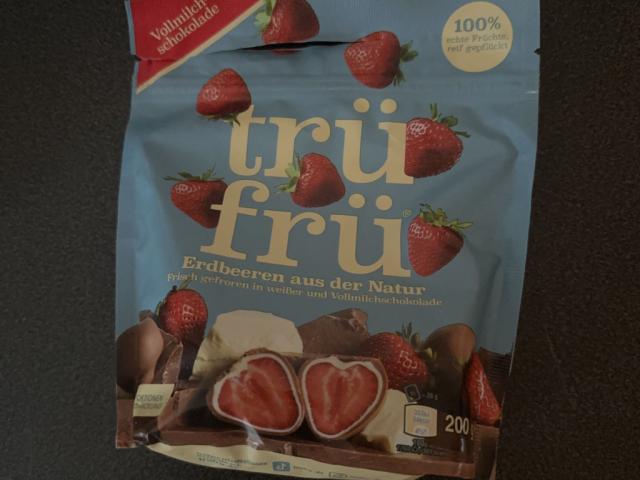 Vollmilch-
schokolade
100%
echte Früchte,
reif gepflückt
trü
frü®
Erdbeeren aus der Natur
Frisch gefroren in weißer und Vollmilchschokolade
200